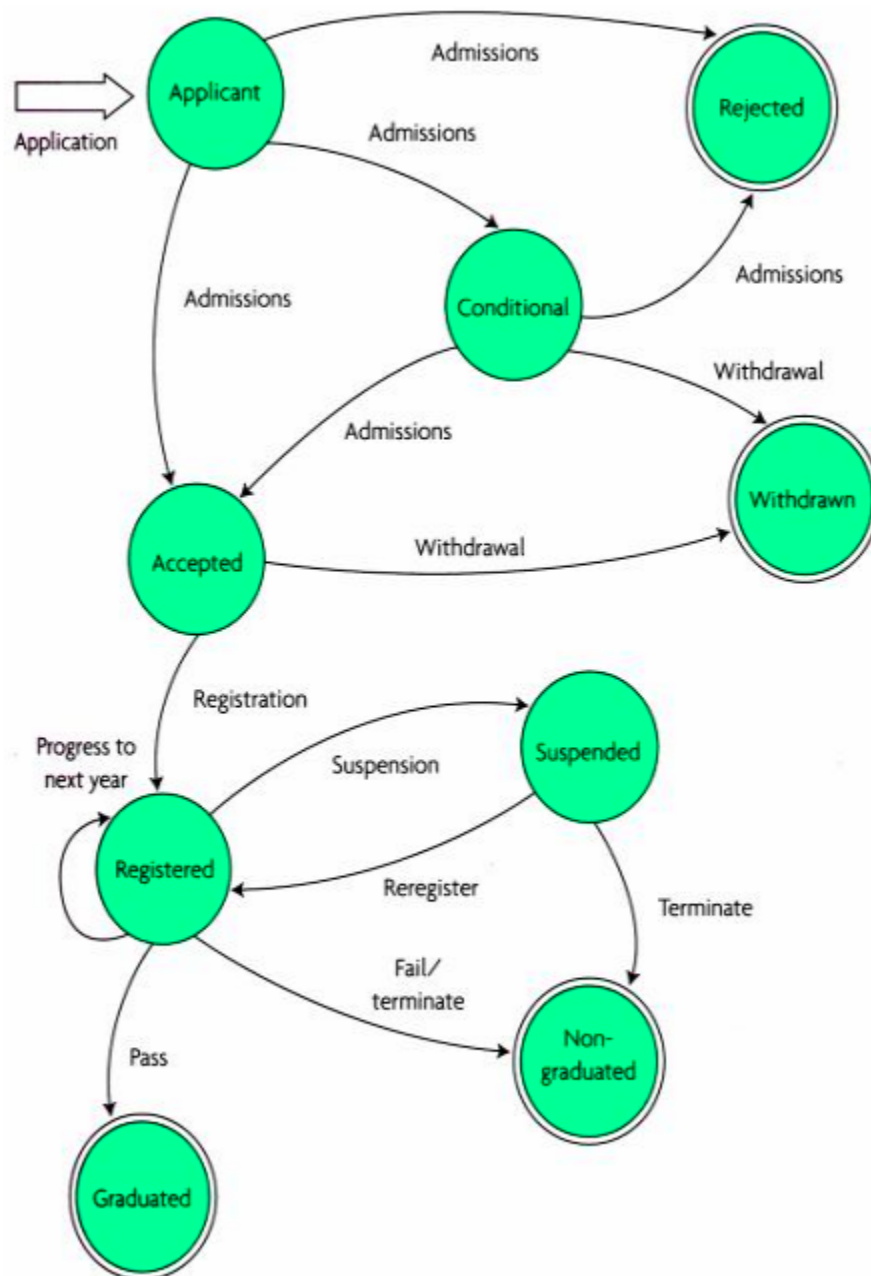 Admissions
Applicant
Rejected
Application
Admissions
Admissions
Admissions
Conditional
Withdrawal
Admissions
Withdrawn
Withdrawal
Accepted
Registration
Progress to
next year
Suspension
Suspended
Registered
Reregister
Terminate
Fail/
terminate
Non-
graduated
Pass
Graduated